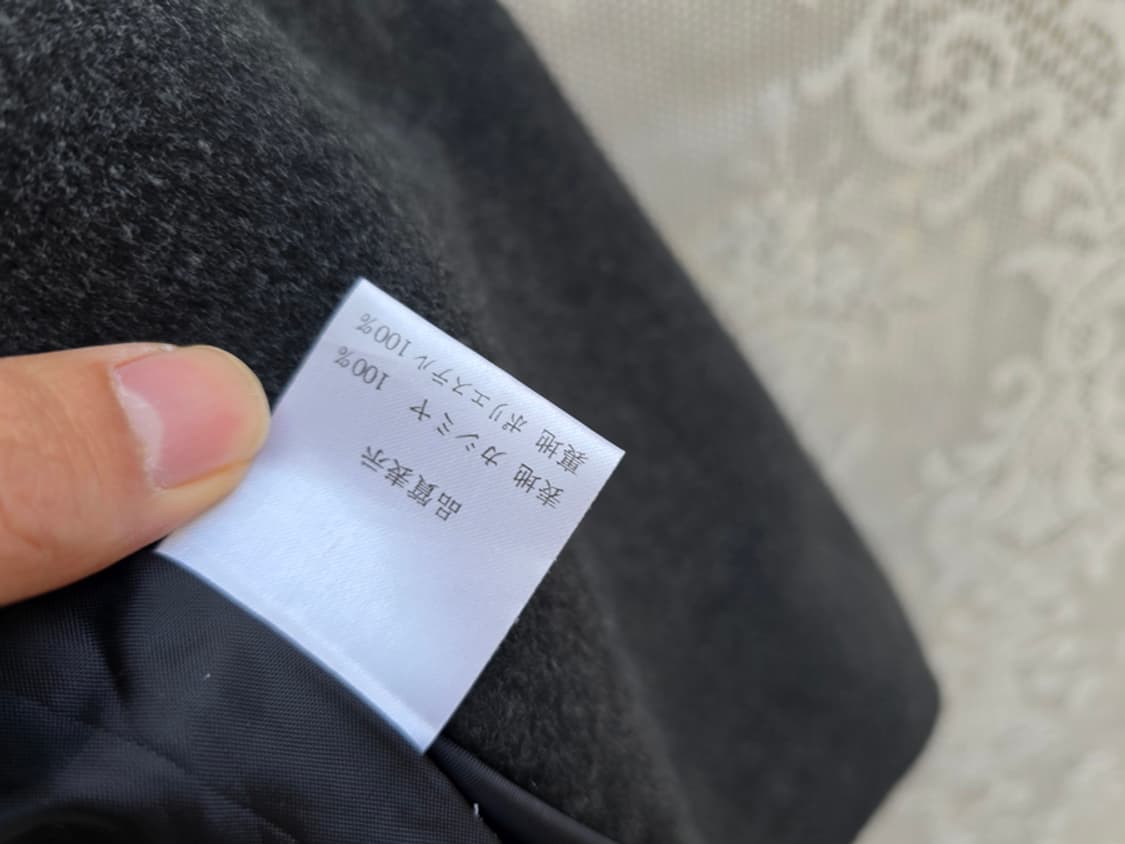 品質表示
表地 カシミヤ 100%
裏地 ポリエステル 100%